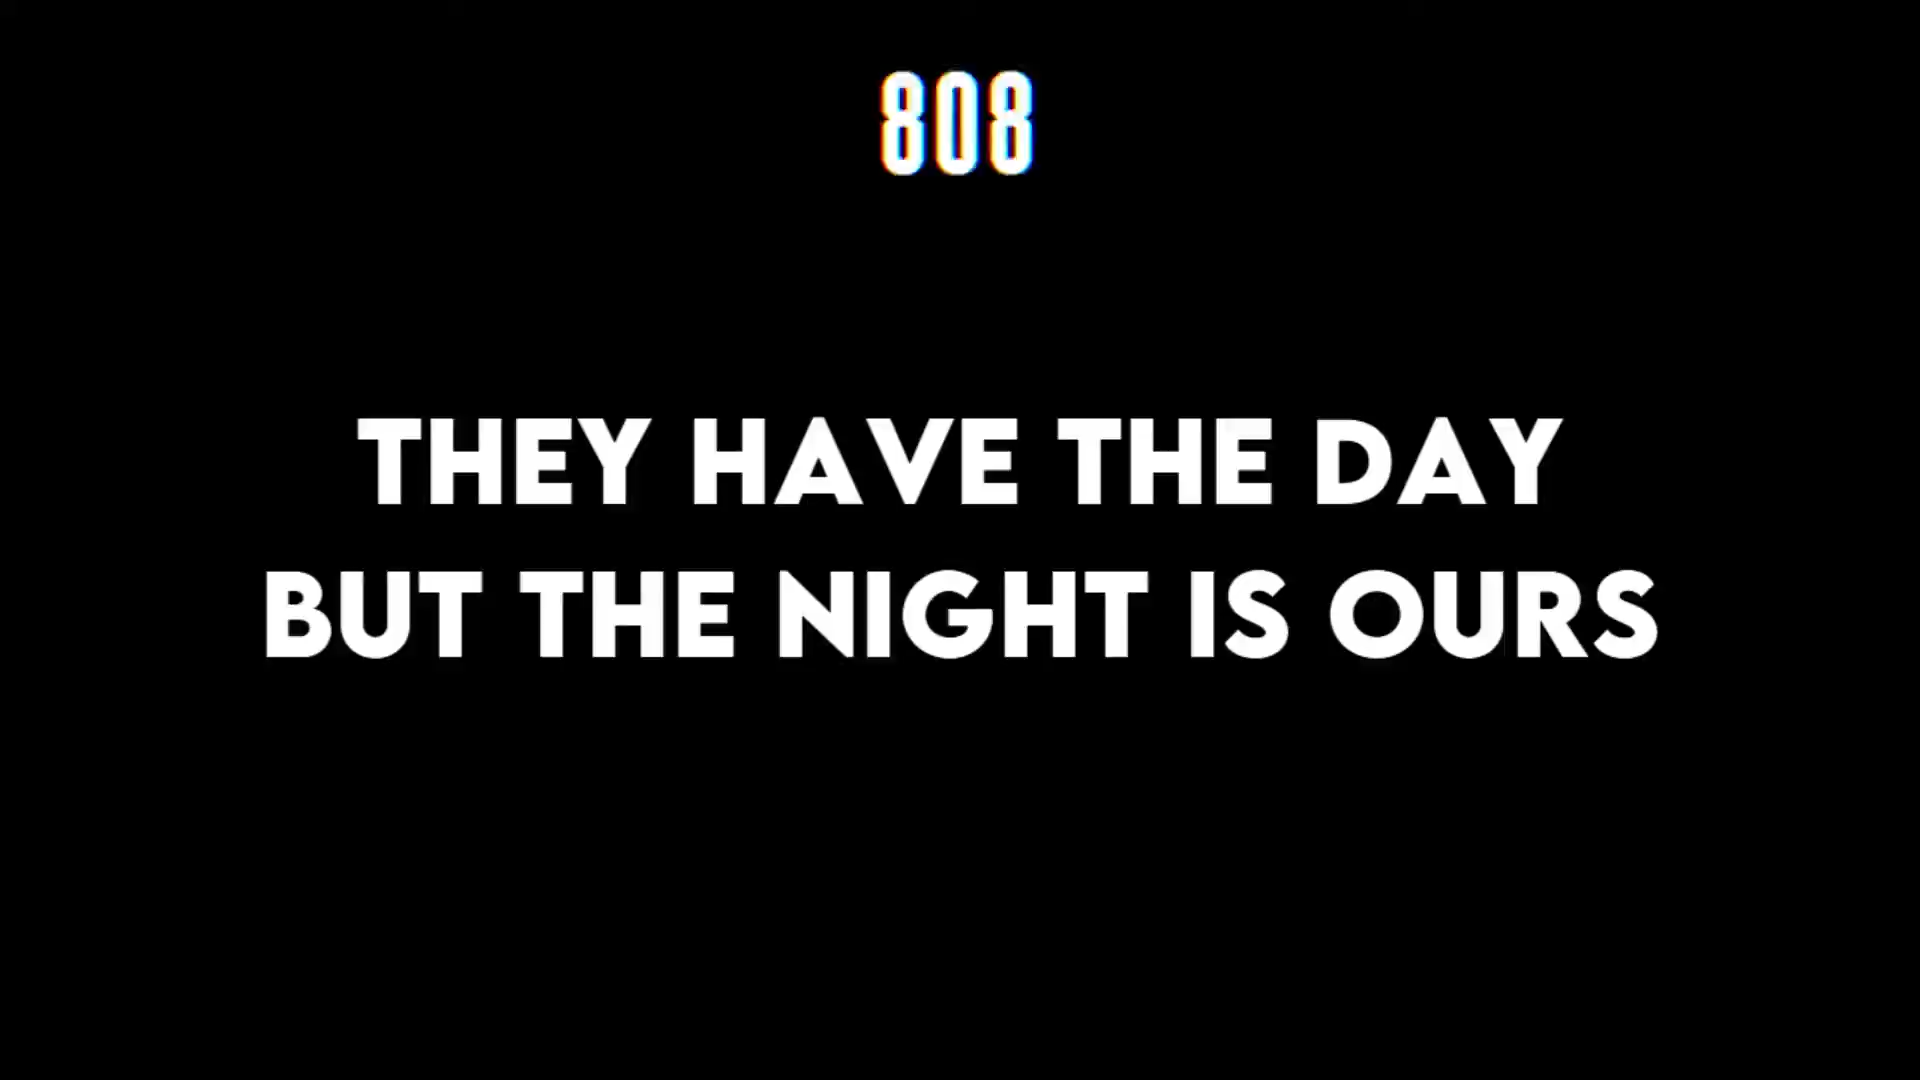 808
THEY HAVE THE DAY
BUT THE NIGHT IS OURS